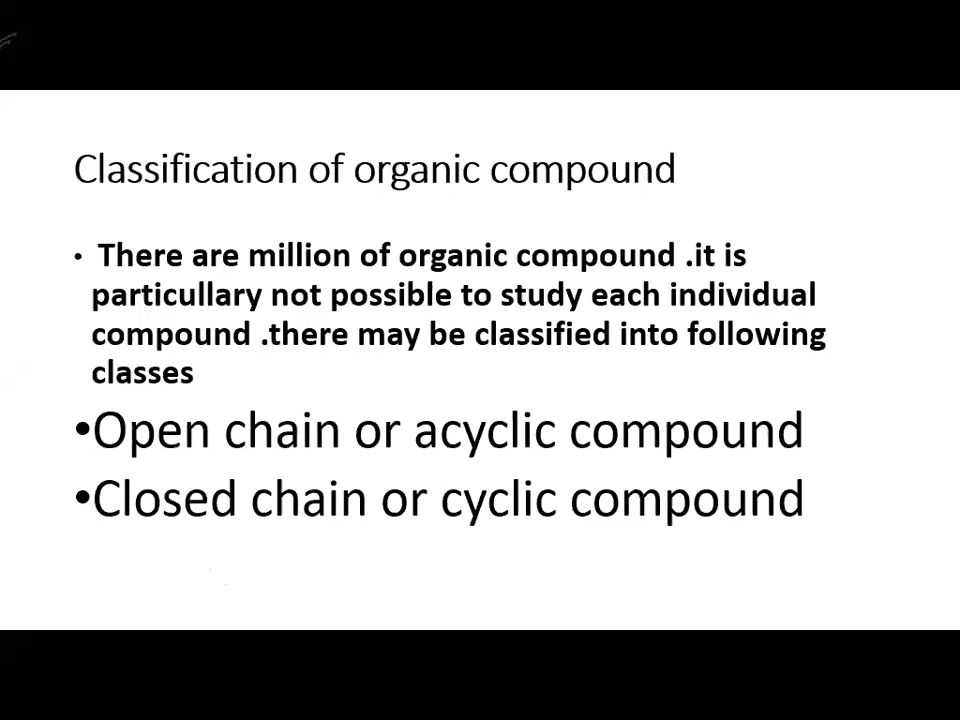 Classification of organic compound
• There are million of organic compound .it is
particullary not possible to study each individual
compound .there may be classified into following
classes
•Open chain or acyclic compound
•Closed chain or cyclic compound